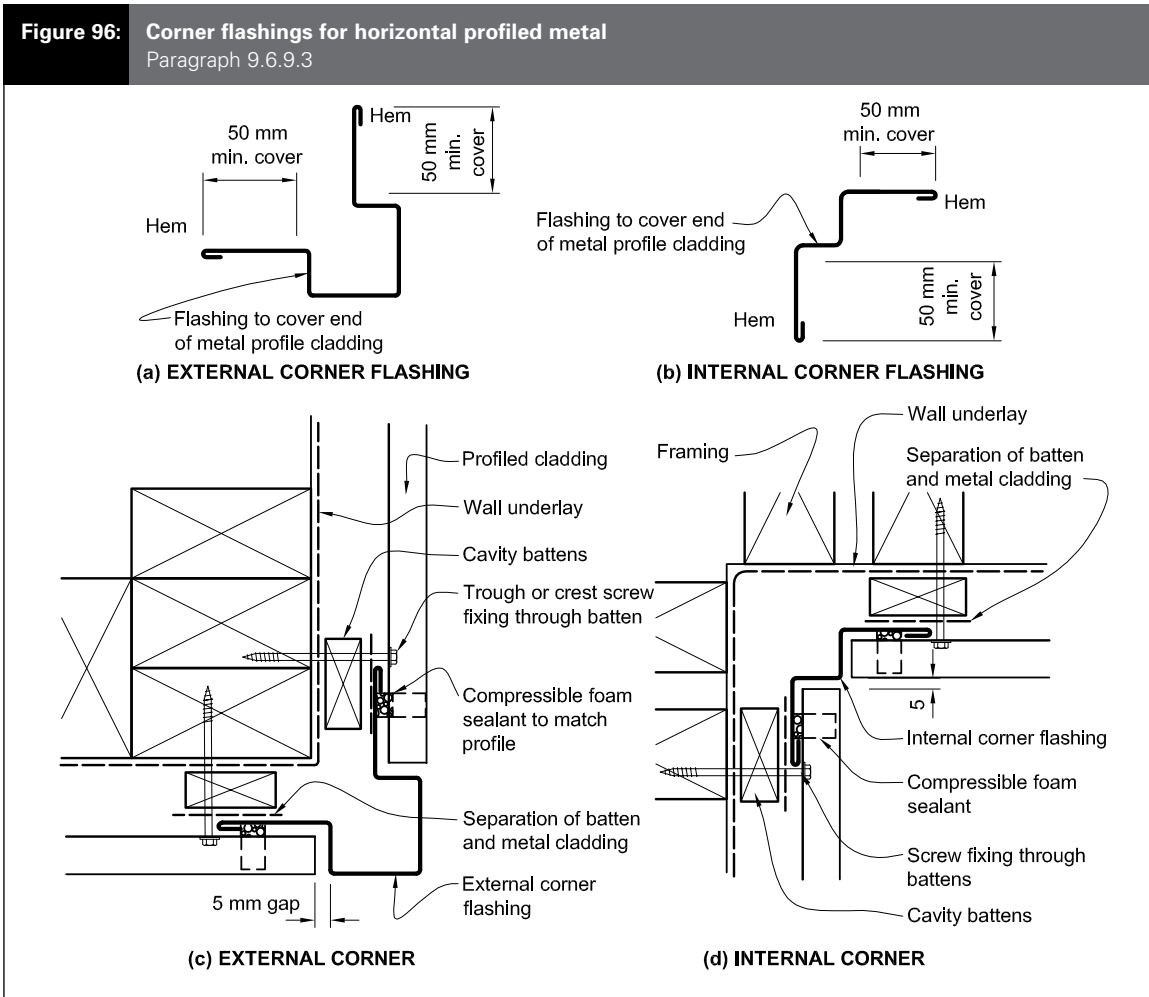 Figure 96:
Corner flashings for horizontal profiled metal
Paragraph 9.6.9.3
50 mm
min. cover
Hem
50 mm
min.
cover
Hem
Flashing to cover end
of metal profile cladding
(a) EXTERNAL CORNER FLASHING
50 mm
min. cover
Hem
Flashing to cover end
of metal profile cladding
50 mm
min.
cover
Hem
(b) INTERNAL CORNER FLASHING
Profiled cladding
Wall underlay
Cavity battens
Trough or crest screw
fixing through batten
Compressible foam
sealant to match
profile
Separation of batten
and metal cladding
External corner
flashing
5 mm gap
(c) EXTERNAL CORNER
Wall underlay
Framing
Separation of batten
and metal cladding
5
Internal corner flashing
Compressible foam
sealant
Screw fixing through
battens
Cavity battens
(d) INTERNAL CORNER